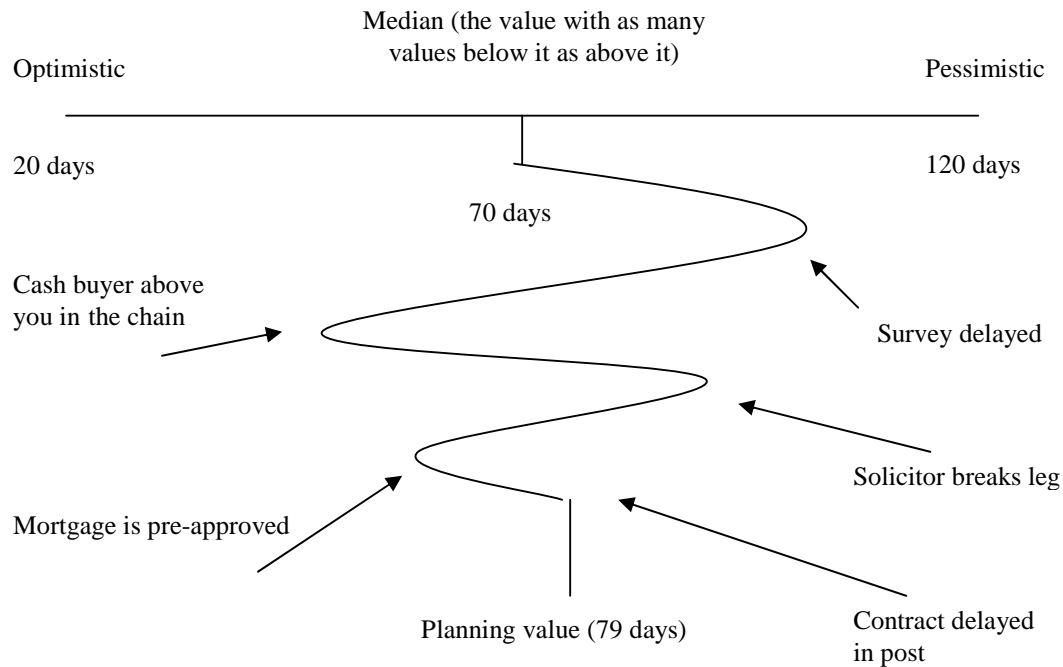 Median (the value with as many
values below it as above it)
Optimistic
Pessimistic
20 days
120 days
70 days
Cash buyer above
you in the chain
Survey delayed
Solicitor breaks leg
Mortgage is pre-approved
Planning value (79 days)
Contract delayed
in post